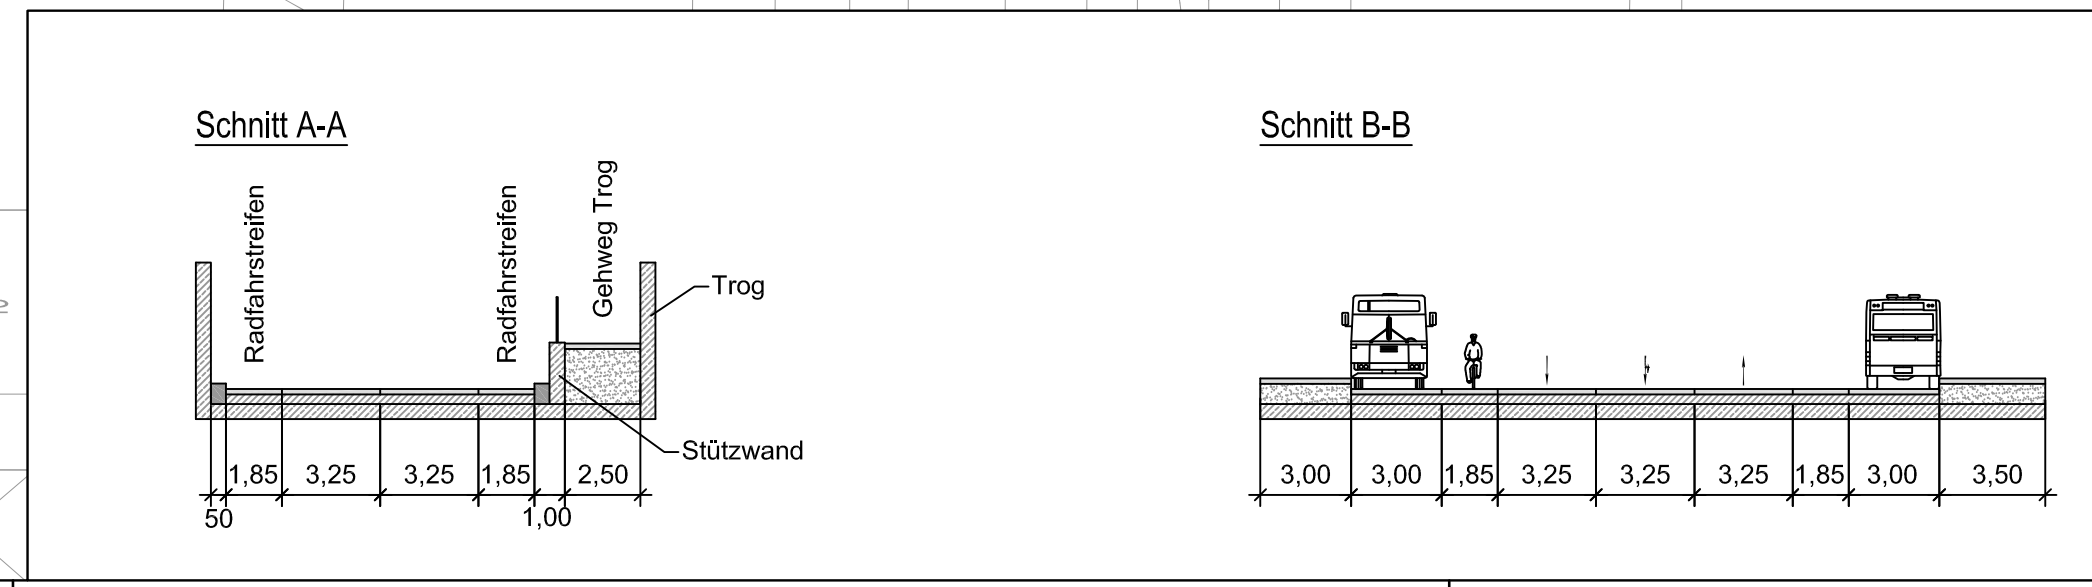 Schnitt A-A
Radfahrstreifen
Radfahrstreifen
Gehweg Trog
Trog
Stützwand
1,85 3,25 3,25 1,85 2,50
50 1,00
Schnitt B-B
3,00 3,00 1,85 3,25 3,25 3,25 1,85 3,00 3,50